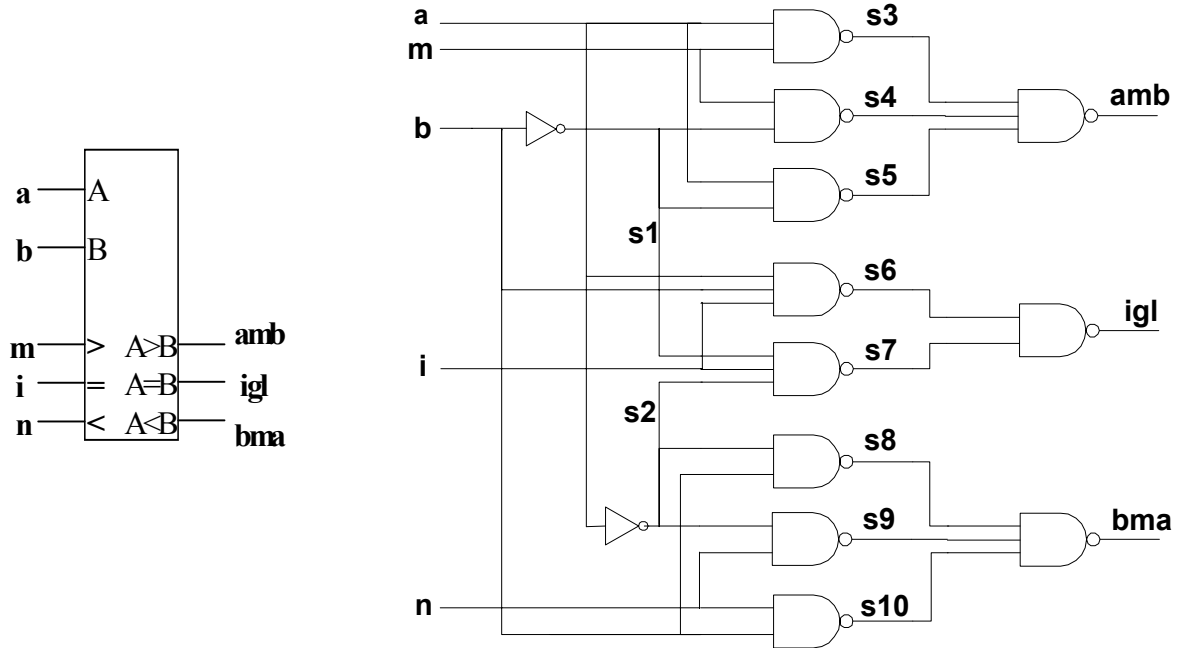 a
A
b
B
m
> A>B
amb
i
= A=B
igl
n
< A<B
bma
a
m
b
i
n
s1
s2
s3
s4
s5
s6
s7
s8
s9
s10
amb
igl
bma